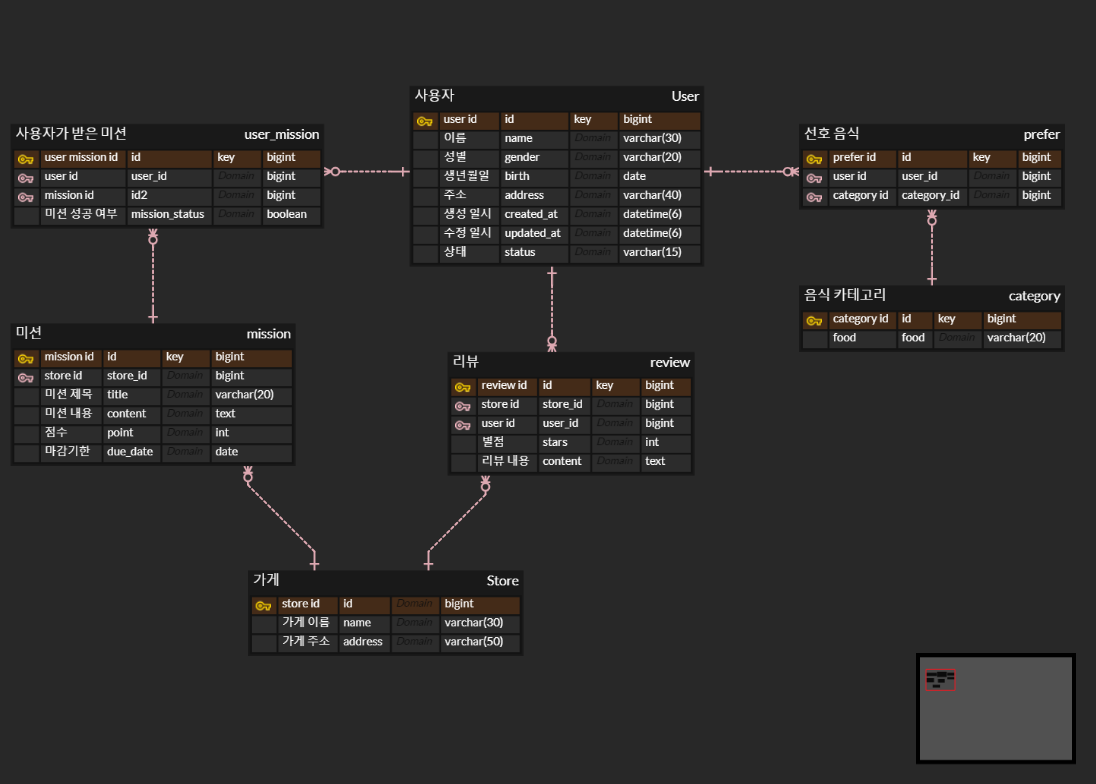 사용자 User
user id id key bigint
이름 name Domain varchar(30)
성별 gender Domain varchar(20)
생년월일 birth Domain date
주소 address Domain varchar(40)
생성 일시 created_at Domain datetime(6)
수정 일시 updated_at Domain datetime(6)
상태 status Domain varchar(15)
사용자가 받은 미션 user_mission
user mission id id key bigint
user id user_id Domain bigint
mission id id2 Domain bigint
미션 성공 여부 mission_status Domain boolean
선호 음식 prefer
prefer id id key bigint
user id user_id Domain bigint
category id category_id Domain bigint
음식 카테고리 category
category id id key bigint
food food Domain varchar(20)
미션 mission
mission id id key bigint
store id store_id Domain bigint
미션 제목 title Domain varchar(20)
미션 내용 content Domain text
점수 point Domain int
마감기한 due_date Domain date
리뷰 review
review id id key bigint
store id store_id Domain bigint
user id user_id Domain bigint
별점 stars Domain int
리뷰 내용 content Domain text
가게 Store
store id id Domain bigint
가게 이름 name Domain varchar(30)
가게 주소 address Domain varchar(50)